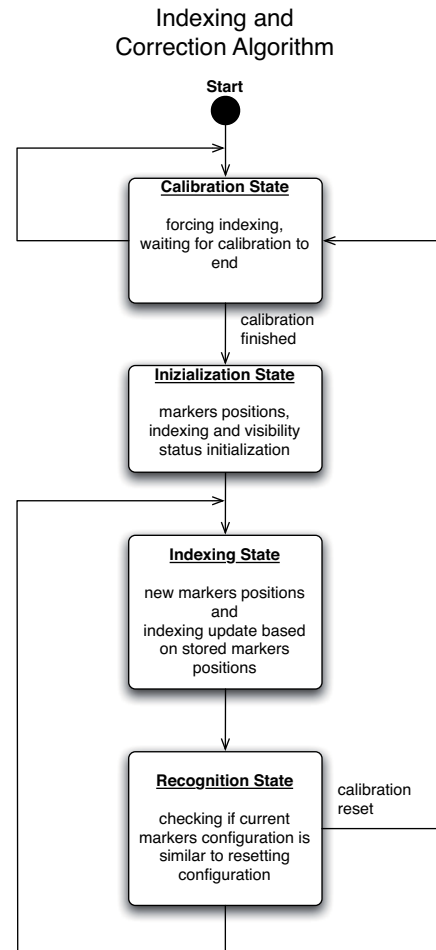 Indexing and
Correction Algorithm
Start
Calibration State
forcing indexing,
waiting for calibration to
end
calibration
finished
Inizialization State
markers positions,
indexing and visibility
status initialization
Indexing State
new markers positions
and
indexing update based
on stored markers
positions
Recognition State
checking if current
markers configuration is
similar to resetting
configuration
calibration
reset